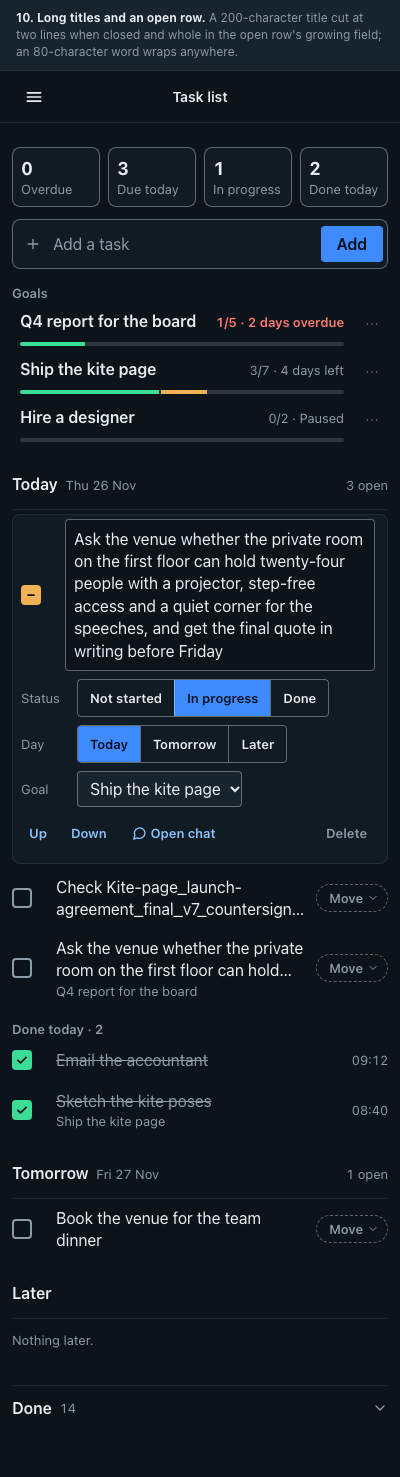 10. Long titles and an open row. A 200-character title cut at
two lines when closed and whole in the open row's growing field;
an 80-character word wraps anywhere.
Task list
0
Overdue
3
Due today
1
In progress
2
Done today
+ Add a task
Add
Goals
Q4 report for the board 1/5 · 2 days overdue ...
Ship the kite page 3/7 · 4 days left ...
Hire a designer 0/2 · Paused ...
Today Thu 26 Nov 3 open
Ask the venue whether the private room
on the first floor can hold twenty-four
people with a projector, step-free
access and a quiet corner for the
speeches, and get the final quote in
writing before Friday
Status Not started In progress Done
Day Today Tomorrow Later
Goal Ship the kite page
Up Down Open chat Delete
Check Kite-page_launch-
agreement_final_v7_countersign...
Move
Ask the venue whether the private
room on the first floor can hold...
Move
Q4 report for the board
Done today · 2
Email the accountant 09:12
Sketch the kite poses
Ship the kite page
08:40
Tomorrow Fri 27 Nov 1 open
Book the venue for the team
dinner
Move
Later
Nothing later.
Done 14